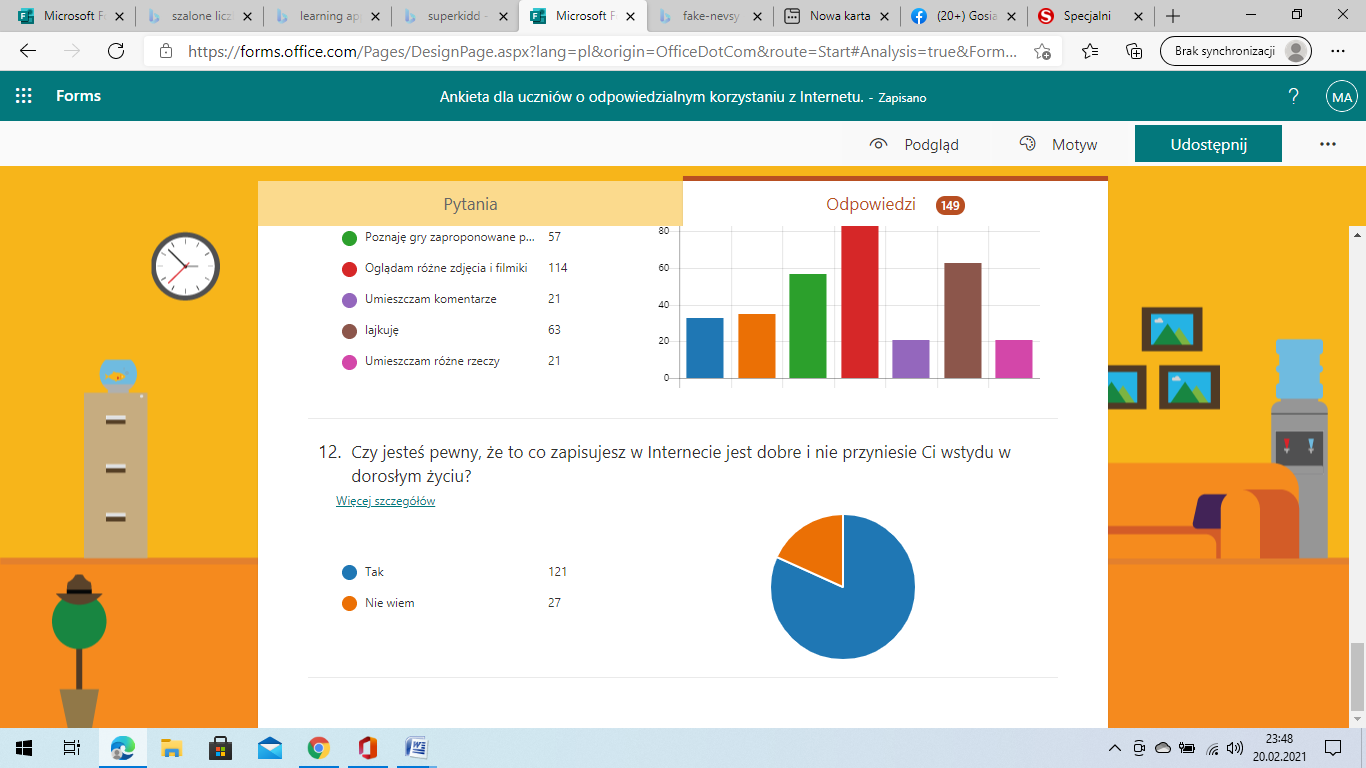 Microsoft F
szalone licz
learning ap
superkidd -
Microsoft F
fake-nevsy
Nowa karta
(20+) Gosia
Specjalni
https://forms.office.com/Pages/DesignPage.aspx?lang=pl&origin=OfficeDotCom&route=Start#Analysis=true&Form...
Brak synchronizacji
Forms
Ankieta dla uczniów o odpowiedzialnym korzystaniu z Internetu. - Zapisano
?
MA
Podgląd
Motyw
Udostępnij
Pytania
Odpowiedzi 149
Poznaję gry zaproponowane p... 57
Oglądam różne zdjęcia i filmiki 114
Umieszczam komentarze 21
lajkuję 63
Umieszczam różne rzeczy 21
80
60
40
20
0
12. Czy jesteś pewny, że to co zapisujesz w Internecie jest dobre i nie przyniesie Ci wstydu w
dorosłym życiu?
Więcej szczegółów
Tak 121
Nie wiem 27
23:48
20.02.2021